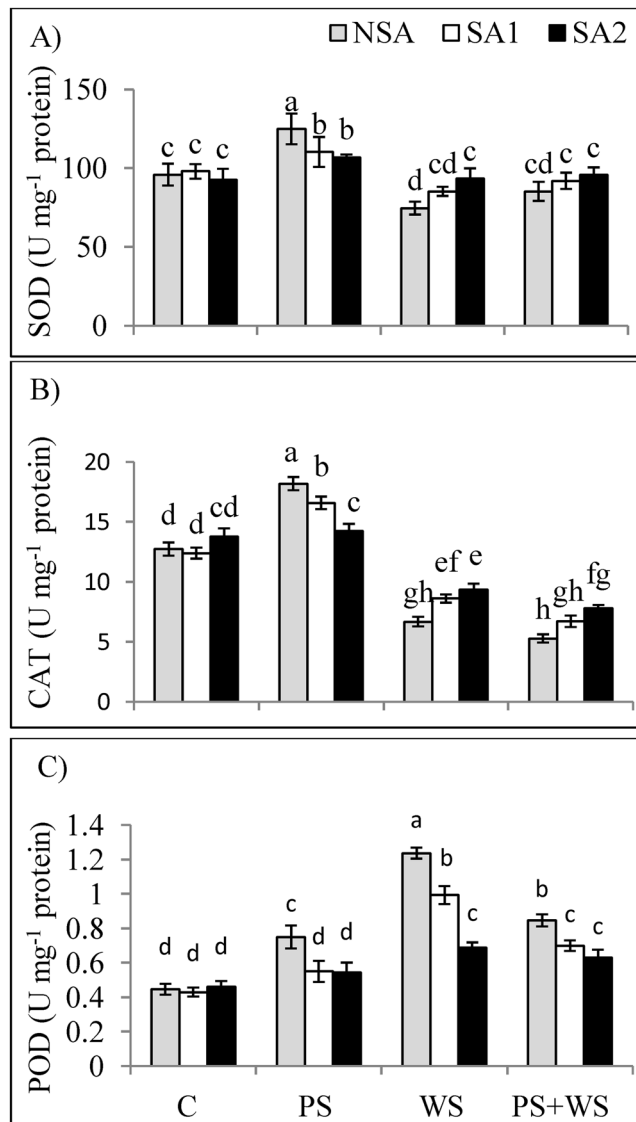 A)
NSA SA1 SA2
SOD (U mg⁻¹ protein)
150
100
50
0
c c c
a b b
d cd c
cd c c
B)
CAT (U mg⁻¹ protein)
20
15
10
5
0
d d cd
a b c
gh ef e
h gh fg
C)
POD (U mg⁻¹ protein)
1.4
1.2
1
0.8
0.6
0.4
0.2
0
d d d
c d d
a b c
b c c
C PS WS PS+WS